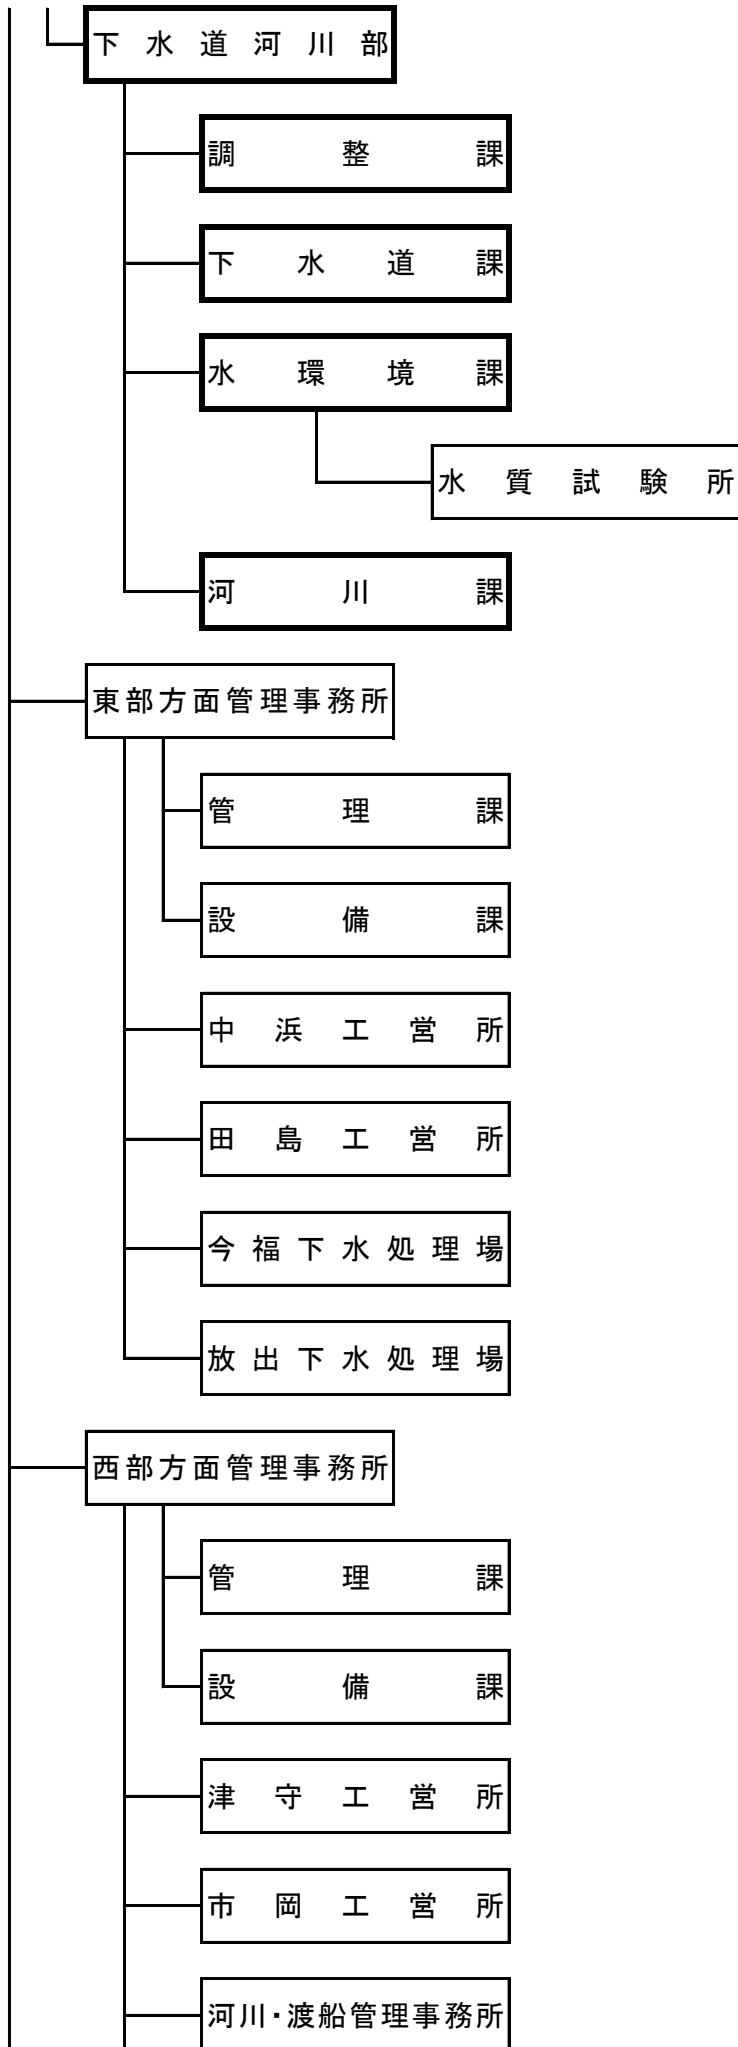 下水道河川部
調整課
下水道課
水環境課
水質試験所
河川課
東部方面管理事務所
管理課
設備課
中浜工営所
田島工営所
今福下水処理場
放出下水処理場
西部方面管理事務所
管理課
設備課
津守工営所
市岡工営所
河川・渡船管理事務所